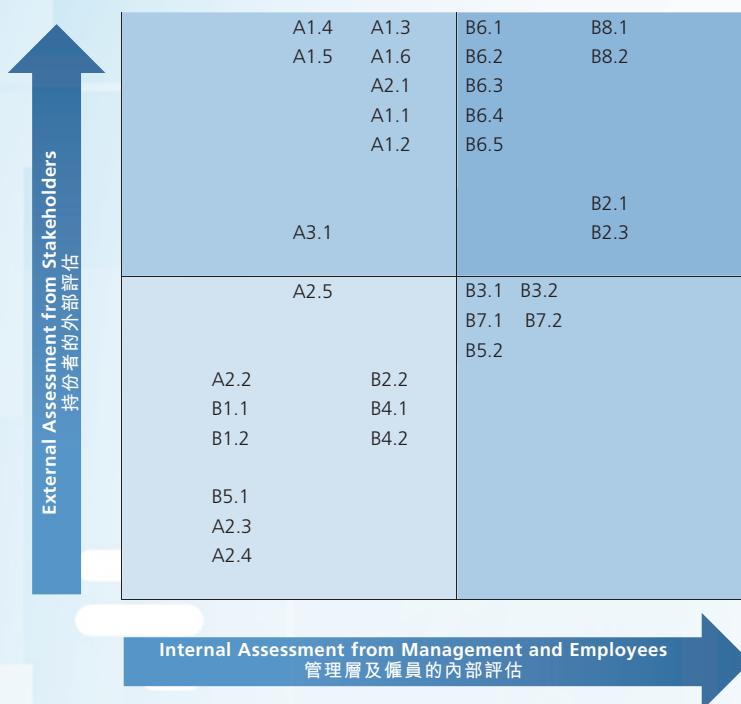 A1.4 A1.3 B6.1 B8.1
A1.5 A1.6 B6.2 B8.2
A2.1 B6.3
A1.1 B6.4
A1.2 B6.5
B2.1
A3.1 B2.3
A2.5 B3.1 B3.2
B7.1 B7.2
B5.2
A2.2 B2.2
B1.1 B4.1
B1.2 B4.2
B5.1
A2.3
A2.4
External Assessment from Stakeholders
持份者的外部評估
Internal Assessment from Management and Employees
管理層及僱員的內部評估